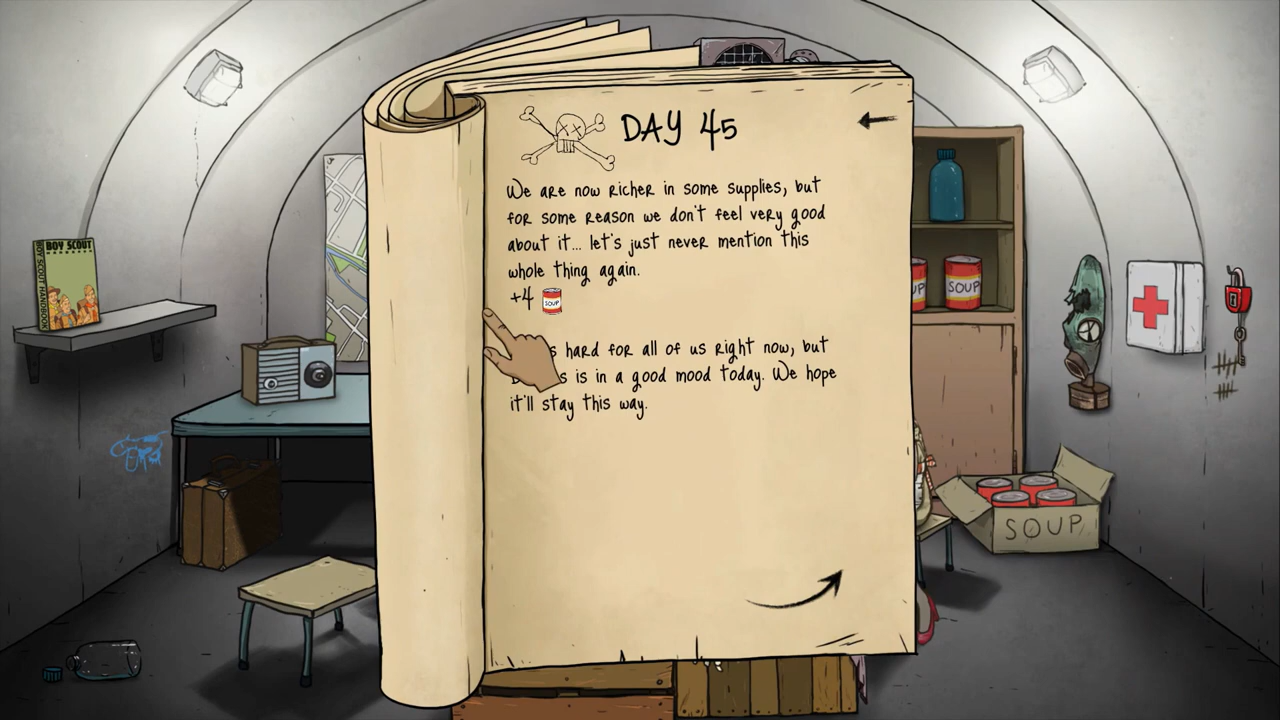 DAY 45
We are now richer in some supplies, but
for some reason we don't feel very good
about it... let's just never mention this
whole thing again.
+4 SOUP
hard for all of us right now, but
is in a good mood today. We hope
it'll stay this way.
BOY SCOUT
BOY SCOUT HANDBOOK
SOUP
SOUP